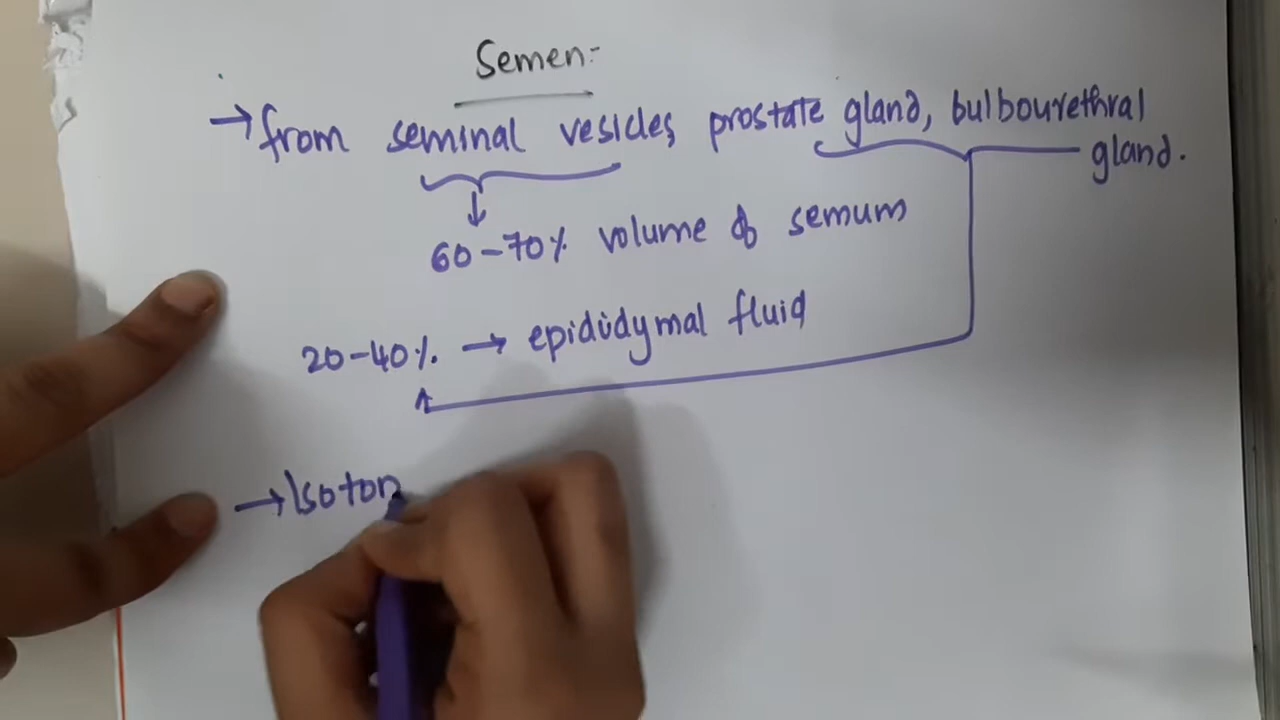 Semen:-
→ from seminal vesicles, prostate gland, bulbourethral
gland.
60-70% volume of semum
20-40% → epididymal fluid
→ Isoton